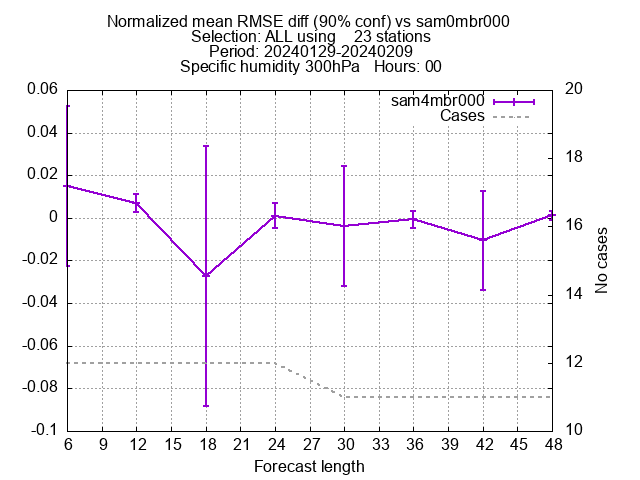 Normalized mean RMSE diff (90% conf) vs sam0mbr000
Selection: ALL using    23 stations
Period: 20240129-20240209
Specific humidity 300hPa   Hours: 00
sam4mbr000
Cases
0.06
0.04
0.02
0
-0.02
-0.04
-0.06
-0.08
-0.1
20
18
16
14
12
10
No cases
6 12 15 18 21 24 27 30 33 36 39 42 45 48
Forecast length